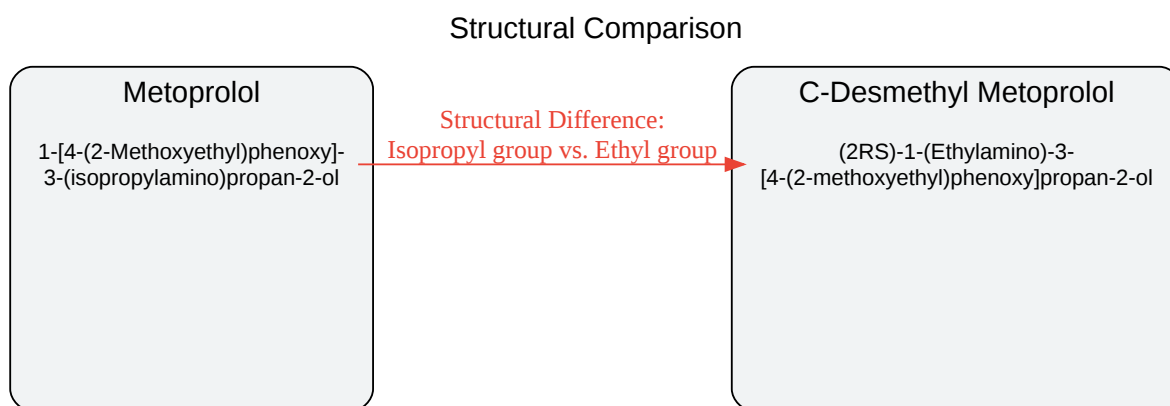 Structural Comparison
Metoprolol
1-[4-(2-Methoxyethyl)phenoxy]-
3-(isopropylamino)propan-2-ol
Structural Difference:
Isopropyl group vs. Ethyl group
C-Desmethyl Metoprolol
(2RS)-1-(Ethylamino)-3-
[4-(2-methoxyethyl)phenoxy]propan-2-ol